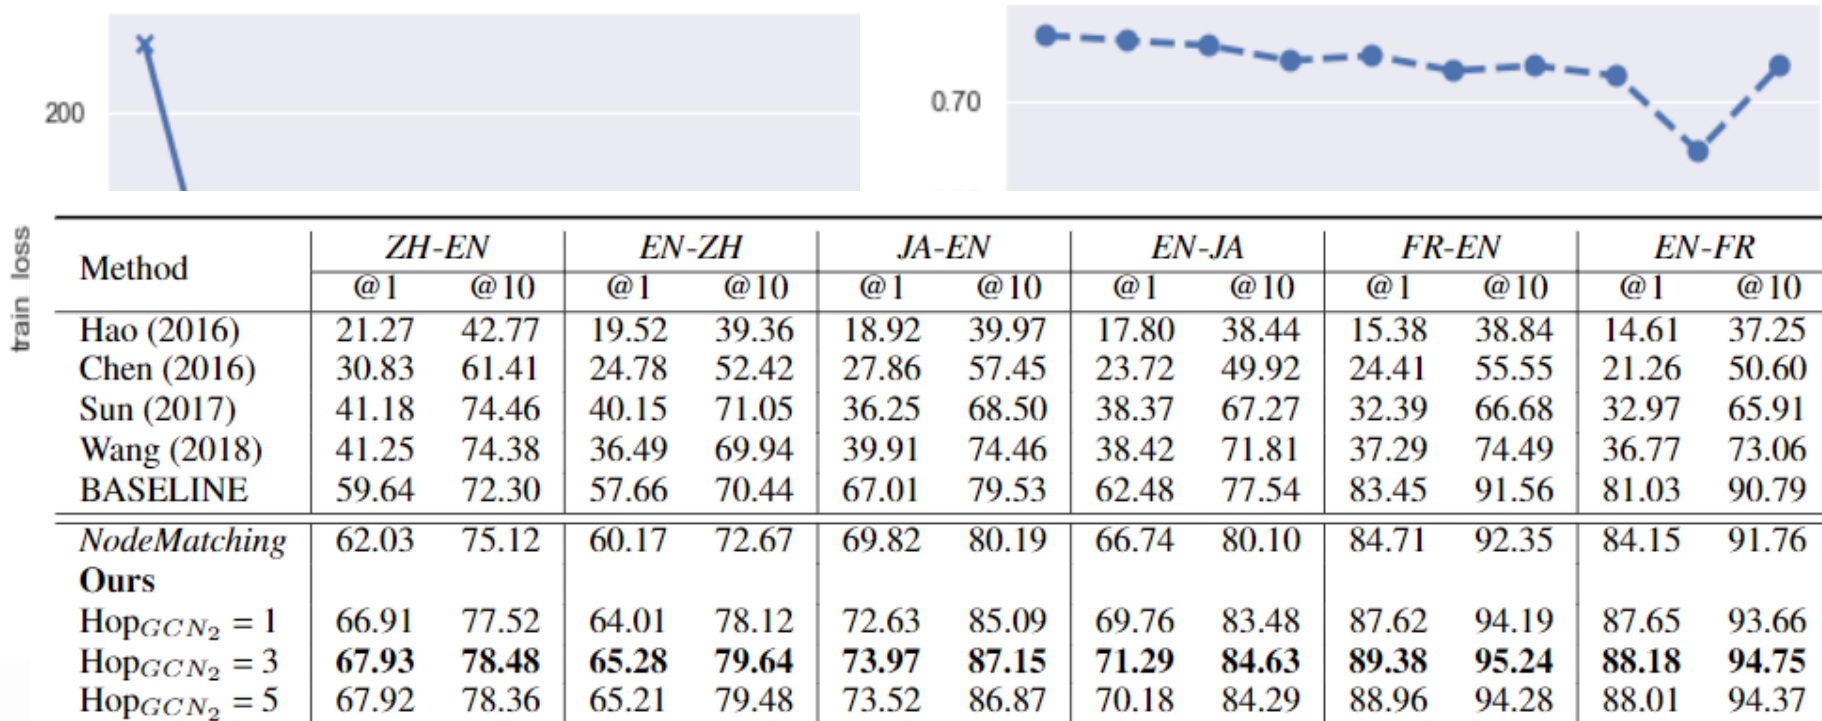 200
0.70
train loss
Method ZH-EN EN-ZH JA-EN EN-JA FR-EN EN-FR
@1 @10 @1 @10 @1 @10 @1 @10 @1 @10 @1 @10
Hao (2016) 21.27 42.77 19.52 39.36 18.92 39.97 17.80 38.44 15.38 38.84 14.61 37.25
Chen (2016) 30.83 61.41 24.78 52.42 27.86 57.45 23.72 49.92 24.41 55.55 21.26 50.60
Sun (2017) 41.18 74.46 40.15 71.05 36.25 68.50 38.37 67.27 32.39 66.68 32.97 65.91
Wang (2018) 41.25 74.38 36.49 69.94 39.91 74.46 38.42 71.81 37.29 74.49 36.77 73.06
BASELINE 59.64 72.30 57.66 70.44 67.01 79.53 62.48 77.54 83.45 91.56 81.03 90.79
NodeMatching 62.03 75.12 60.17 72.67 69.82 80.19 66.74 80.10 84.71 92.35 84.15 91.76
Ours
Hop_{GCN_2} = 1 66.91 77.52 64.01 78.12 72.63 85.09 69.76 83.48 87.62 94.19 87.65 93.66
Hop_{GCN_2} = 3 67.93 78.48 65.28 79.64 73.97 87.15 71.29 84.63 89.38 95.24 88.18 94.75
Hop_{GCN_2} = 5 67.92 78.36 65.21 79.48 73.52 86.87 70.18 84.29 88.96 94.28 88.01 94.37